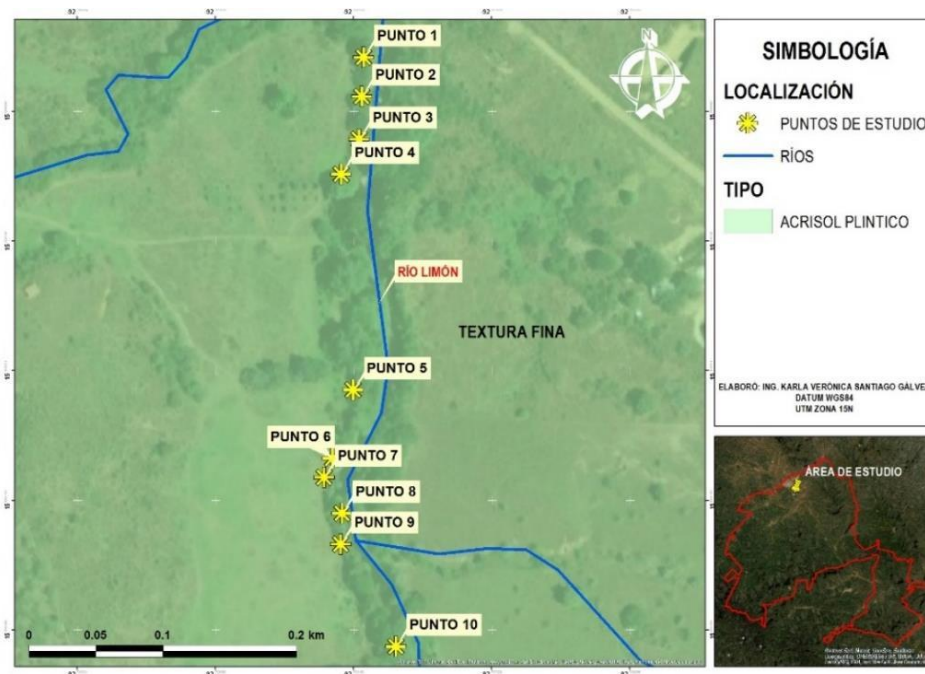 PUNTO 1
PUNTO 2
PUNTO 3
PUNTO 4
RÍO LIMÓN
TEXTURA FINA
PUNTO 5
PUNTO 6
PUNTO 7
PUNTO 8
PUNTO 9
PUNTO 10
0 0.05 0.1 0.2 km
N
SIMBOLOGÍA
LOCALIZACIÓN
PUNTOS DE ESTUDIO
RÍOS
TIPO
ACRISOL PLINTICO
ELABORÓ: ING. KARLA VERÓNICA SANTIAGO GÁLVE
DATUM WGS84
UTM ZONA 15N
ÁREA DE ESTUDIO